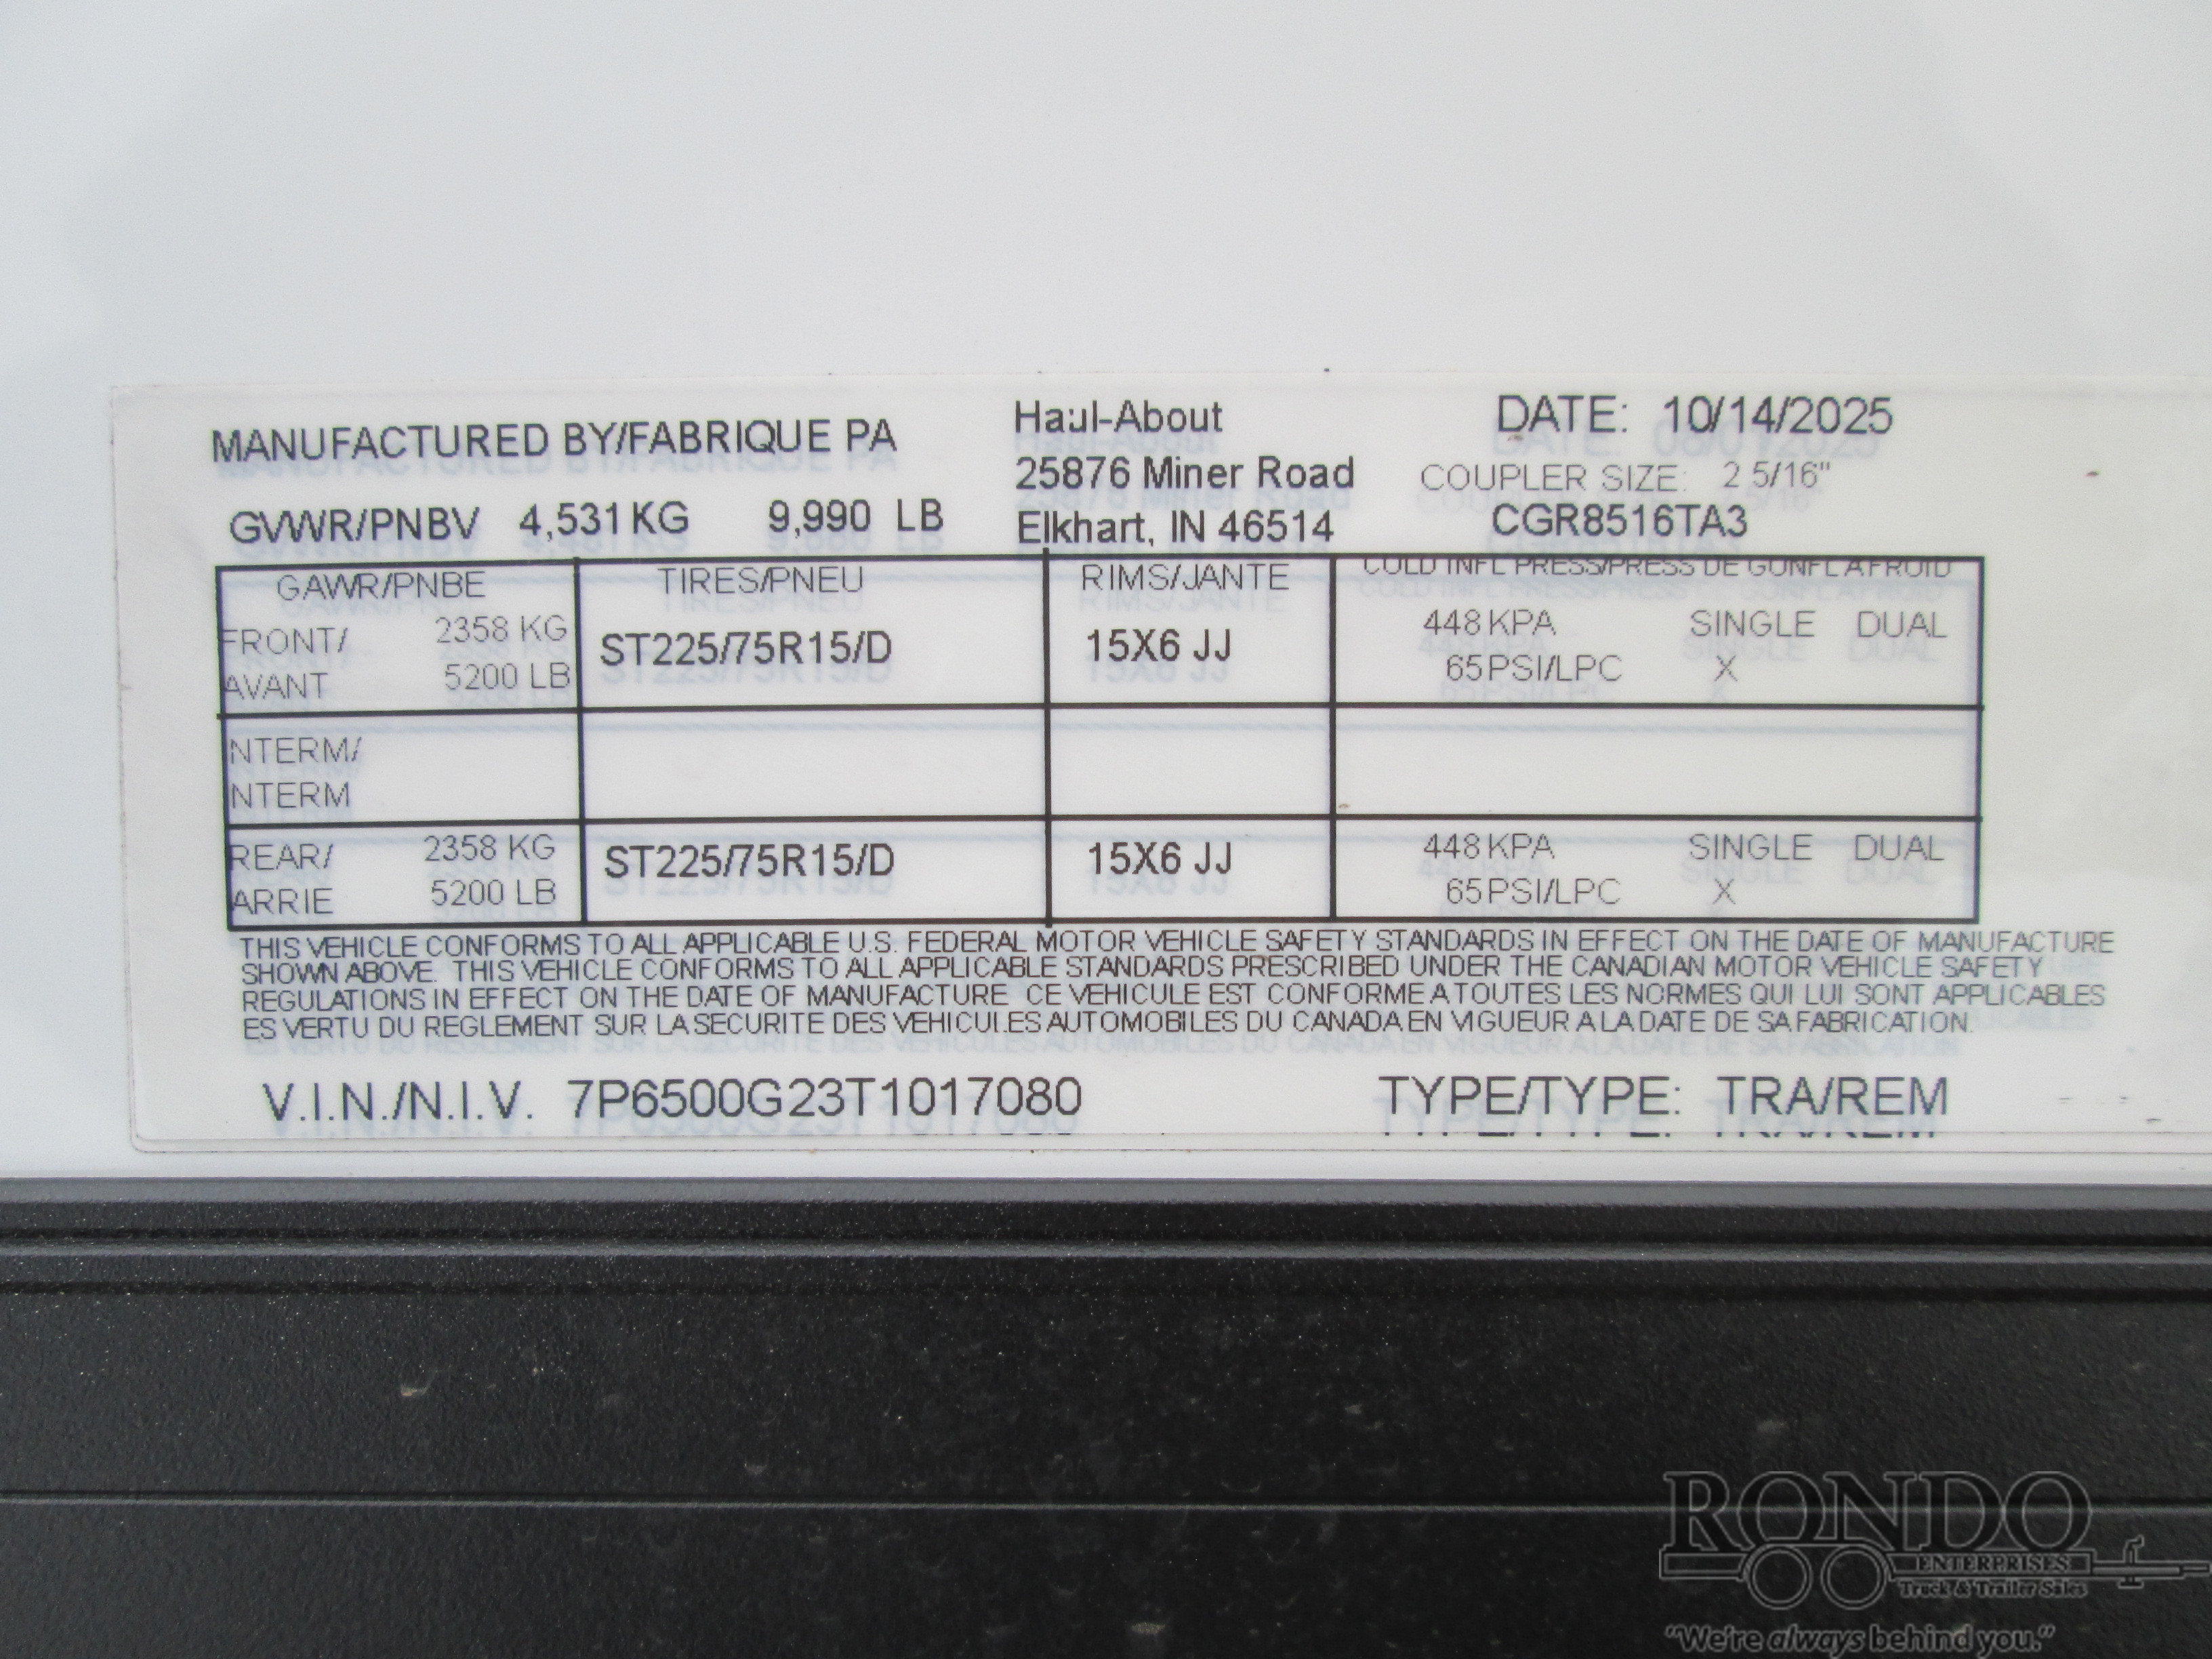 MANUFACTURED BY/FABRIQUE PA
Haul-About
25876 Miner Road
Elkhart, IN 46514
DATE: 10/14/2025
COUPLER SIZE: 2 5/16"
CGR8516TA3
GVWR/PNBV 4,531 KG 9,990 LB
GAWR/PNBE TIRES/PNEU RIMS/JANTE COLD INFL PRESS/PRESS DE GONFL A FROID
FRONT/ 2358 KG ST225/75R15/D 15X6 JJ 448 KPA SINGLE DUAL
AVANT 5200 LB 65 PSI/LPC X
NTERM/
NTERM
REAR/ 2358 KG ST225/75R15/D 15X6 JJ 448 KPA SINGLE DUAL
ARRIE 5200 LB 65 PSI/LPC X
THIS VEHICLE CONFORMS TO ALL APPLICABLE U.S. FEDERAL MOTOR VEHICLE SAFETY STANDARDS IN EFFECT ON THE DATE OF MANUFACTURE
SHOWN ABOVE. THIS VEHICLE CONFORMS TO ALL APPLICABLE STANDARDS PRESCRIBED UNDER THE CANADIAN MOTOR VEHICLE SAFETY
REGULATIONS IN EFFECT ON THE DATE OF MANUFACTURE CE VEHICULE EST CONFORME A TOUTES LES NORMES QUI LUI SONT APPLICABLES
ES VERTU DU REGLEMENT SUR LA SECURITE DES VEHICULES AUTOMOBILES DU CANADA EN VIGUEUR A LA DATE DE SA FABRICATION.
V.I.N./N.I.V. 7P6500G23T1017080 TYPE/TYPE: TRA/REM
RONDO
ENTERPRISES
Truck & Trailer Sales
"We're always behind you."